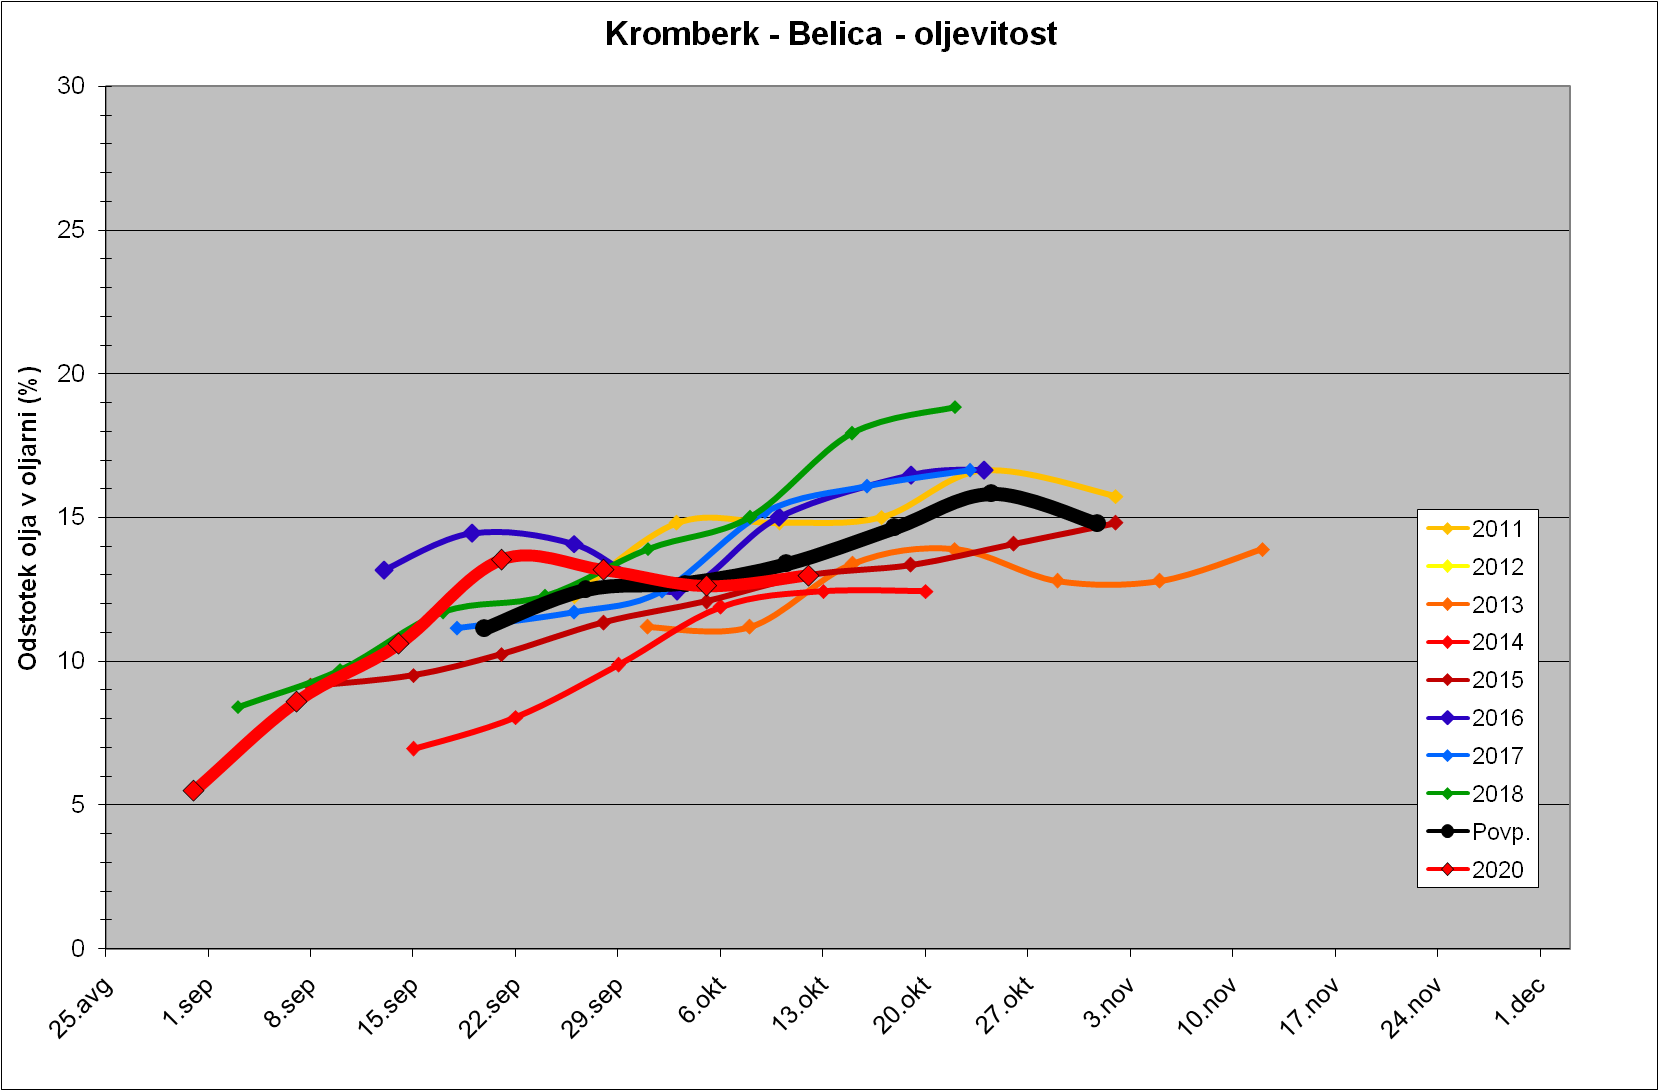 Kromberk - Belica - oljevitost
Odstotek olja v oljarni (%)
30
25
20
15
10
5
0
25.avg
1.sep
8.sep
15.sep
22.sep
29.sep
6.okt
13.okt
20.okt
27.okt
3.nov
10.nov
17.nov
24.nov
1.dec
2011
2012
2013
2014
2015
2016
2017
2018
Povp.
2020